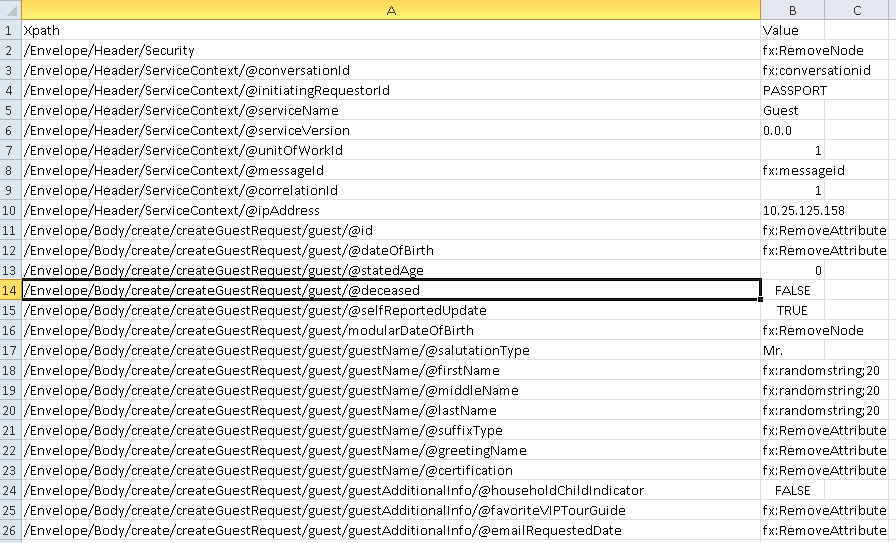 A B C
1 Xpath Value
2 /Envelope/Header/Security fx:RemoveNode
3 /Envelope/Header/ServiceContext/@conversationId fx:conversationid
4 /Envelope/Header/ServiceContext/@initiatingRequestorId PASSPORT
5 /Envelope/Header/ServiceContext/@serviceName Guest
6 /Envelope/Header/ServiceContext/@serviceVersion 0.0.0
7 /Envelope/Header/ServiceContext/@unitOfWorkId 1
8 /Envelope/Header/ServiceContext/@messageId fx:messageid
9 /Envelope/Header/ServiceContext/@correlationId 1
10 /Envelope/Header/ServiceContext/@ipAddress 10.25.125.158
11 /Envelope/Body/create/createGuestRequest/guest/@id fx:RemoveAttribute
12 /Envelope/Body/create/createGuestRequest/guest/@dateOfBirth fx:RemoveAttribute
13 /Envelope/Body/create/createGuestRequest/guest/@statedAge 0
14 /Envelope/Body/create/createGuestRequest/guest/@deceased FALSE
15 /Envelope/Body/create/createGuestRequest/guest/@selfReportedUpdate TRUE
16 /Envelope/Body/create/createGuestRequest/guest/modularDateOfBirth fx:RemoveNode
17 /Envelope/Body/create/createGuestRequest/guest/guestName/@salutationType Mr.
18 /Envelope/Body/create/createGuestRequest/guest/guestName/@firstName fx:randomstring;20
19 /Envelope/Body/create/createGuestRequest/guest/guestName/@middleName fx:randomstring;20
20 /Envelope/Body/create/createGuestRequest/guest/guestName/@lastName fx:randomstring;20
21 /Envelope/Body/create/createGuestRequest/guest/guestName/@suffixType fx:RemoveAttribute
22 /Envelope/Body/create/createGuestRequest/guest/guestName/@greetingName fx:RemoveAttribute
23 /Envelope/Body/create/createGuestRequest/guest/guestName/@certification fx:RemoveAttribute
24 /Envelope/Body/create/createGuestRequest/guest/guestAdditionalInfo/@householdChildIndicator FALSE
25 /Envelope/Body/create/createGuestRequest/guest/guestAdditionalInfo/@favoriteVIPTourGuide fx:RemoveAttribute
26 /Envelope/Body/create/createGuestRequest/guest/guestAdditionalInfo/@emailRequestedDate fx:RemoveAttribute